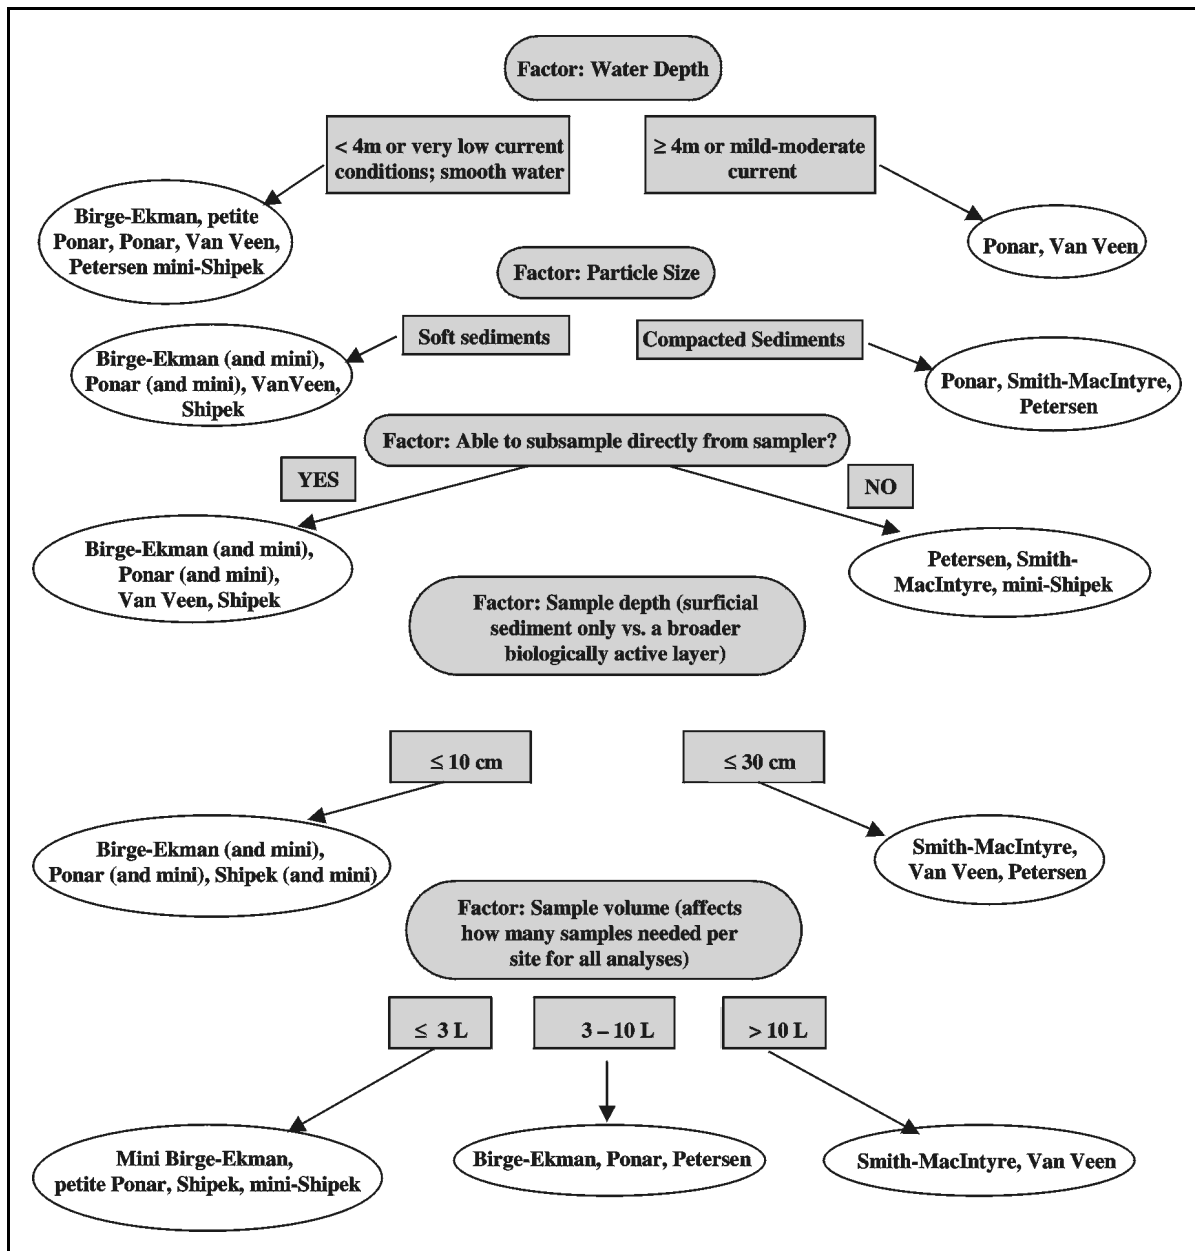 Factor: Water Depth
< 4m or very low current
conditions; smooth water
≥ 4m or mild-moderate
current
Birge-Ekman, petite
Ponar, Ponar, Van Veen,
Petersen mini-Shipek
Ponar, Van Veen
Factor: Particle Size
Soft sediments
Compacted Sediments
Birge-Ekman (and mini),
Ponar (and mini), VanVeen,
Shipek
Ponar, Smith-MacIntyre,
Petersen
Factor: Able to subsample directly from sampler?
YES
NO
Birge-Ekman (and mini),
Ponar (and mini),
Van Veen, Shipek
Petersen, Smith-
MacIntyre, mini-Shipek
Factor: Sample depth (surficial
sediment only vs. a broader
biologically active layer)
≤ 10 cm
≤ 30 cm
Birge-Ekman (and mini),
Ponar (and mini), Shipek (and mini)
Smith-MacIntyre,
Van Veen, Petersen
Factor: Sample volume (affects
how many samples needed per
site for all analyses)
≤ 3 L
3 – 10 L
> 10 L
Mini Birge-Ekman,
petite Ponar, Shipek, mini-Shipek
Birge-Ekman, Ponar, Petersen
Smith-MacIntyre, Van Veen